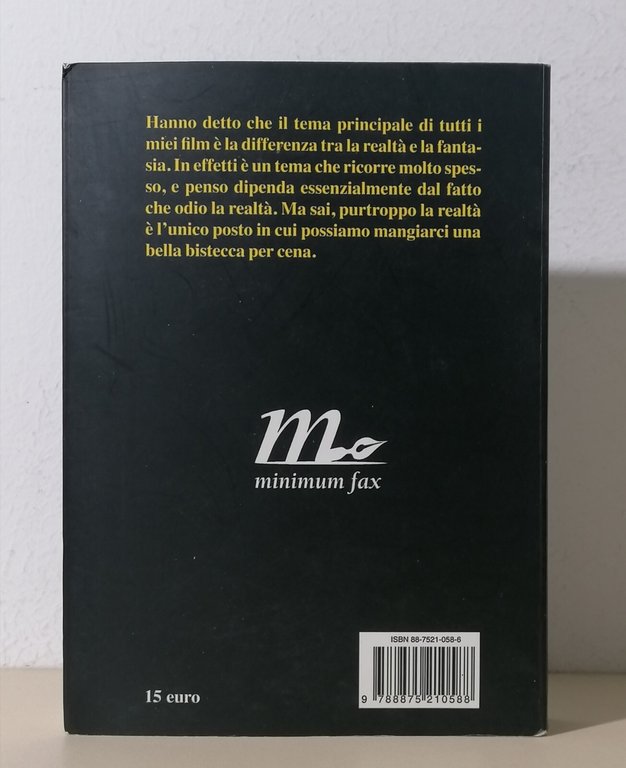 Hanno detto che il tema principale di tutti i
miei film è la differenza tra la realtà e la fanta-
sia. In effetti è un tema che ricorre molto spes-
so, e penso dipenda essenzialmente dal fatto
che odio la realtà. Ma sai, purtroppo la realtà
è l'unico posto in cui possiamo mangiarci una
bella bistecca per cena.
m
minimum fax
ISBN 88-7521-058-6
9 788875 210588
15 euro